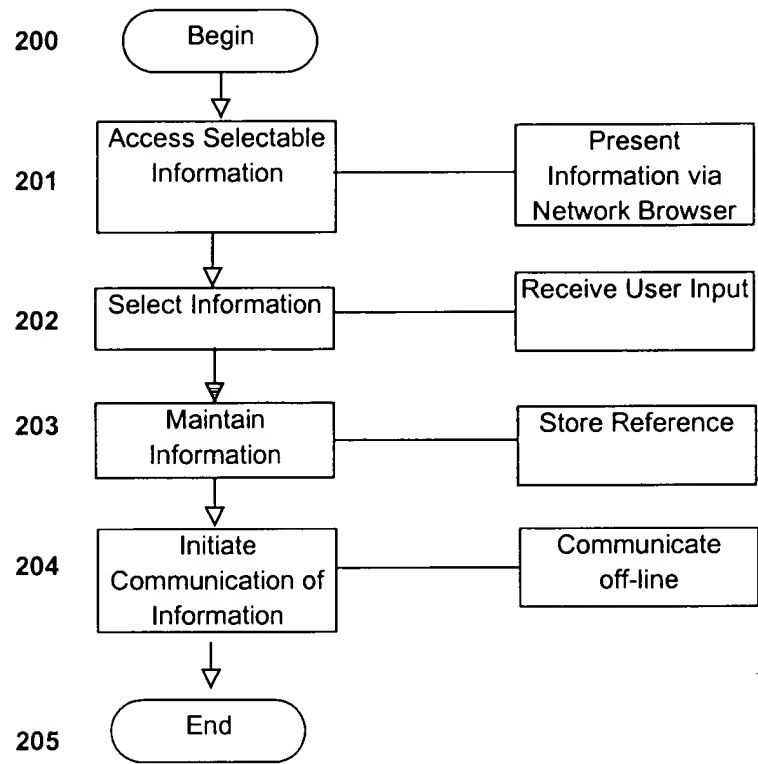 200
Begin
201
Access Selectable
Information
Present
Information via
Network Browser
202
Select Information
Receive User Input
203
Maintain
Information
Store Reference
204
Initiate
Communication of
Information
Communicate
off-line
End
205